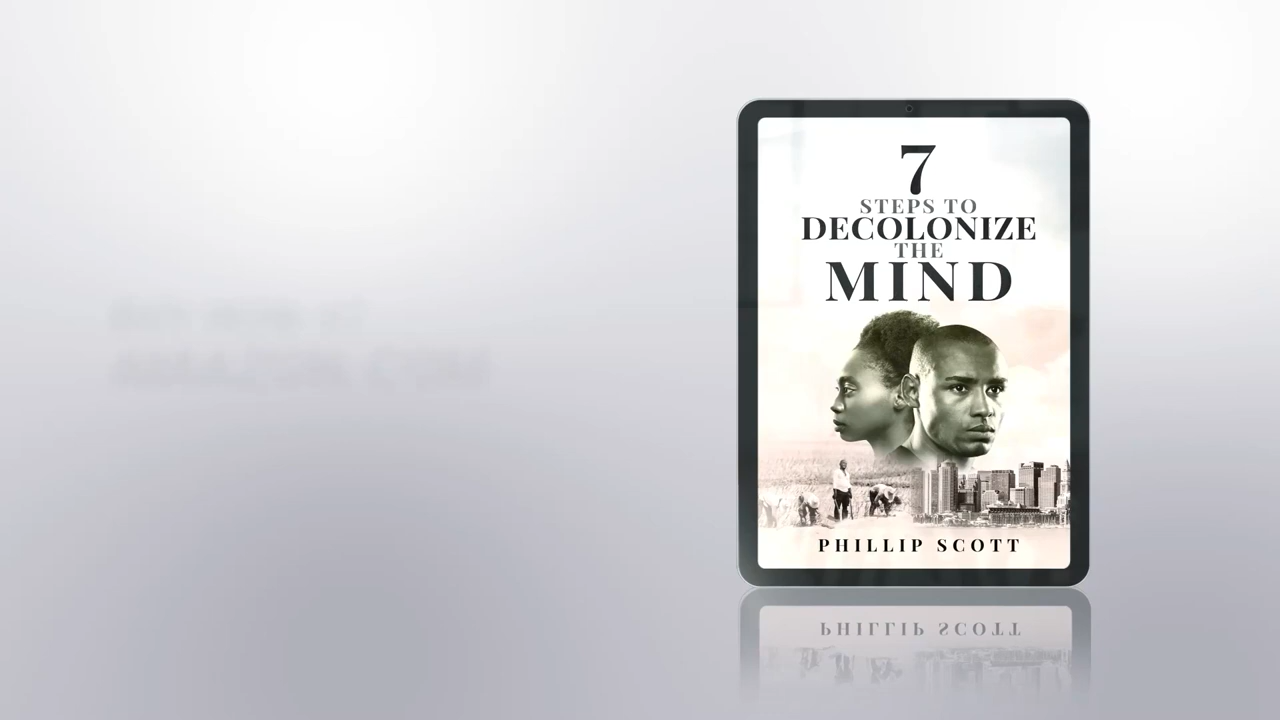 7
STEPS TO
DECOLONIZE
THE
MIND
PHILLIP SCOTT